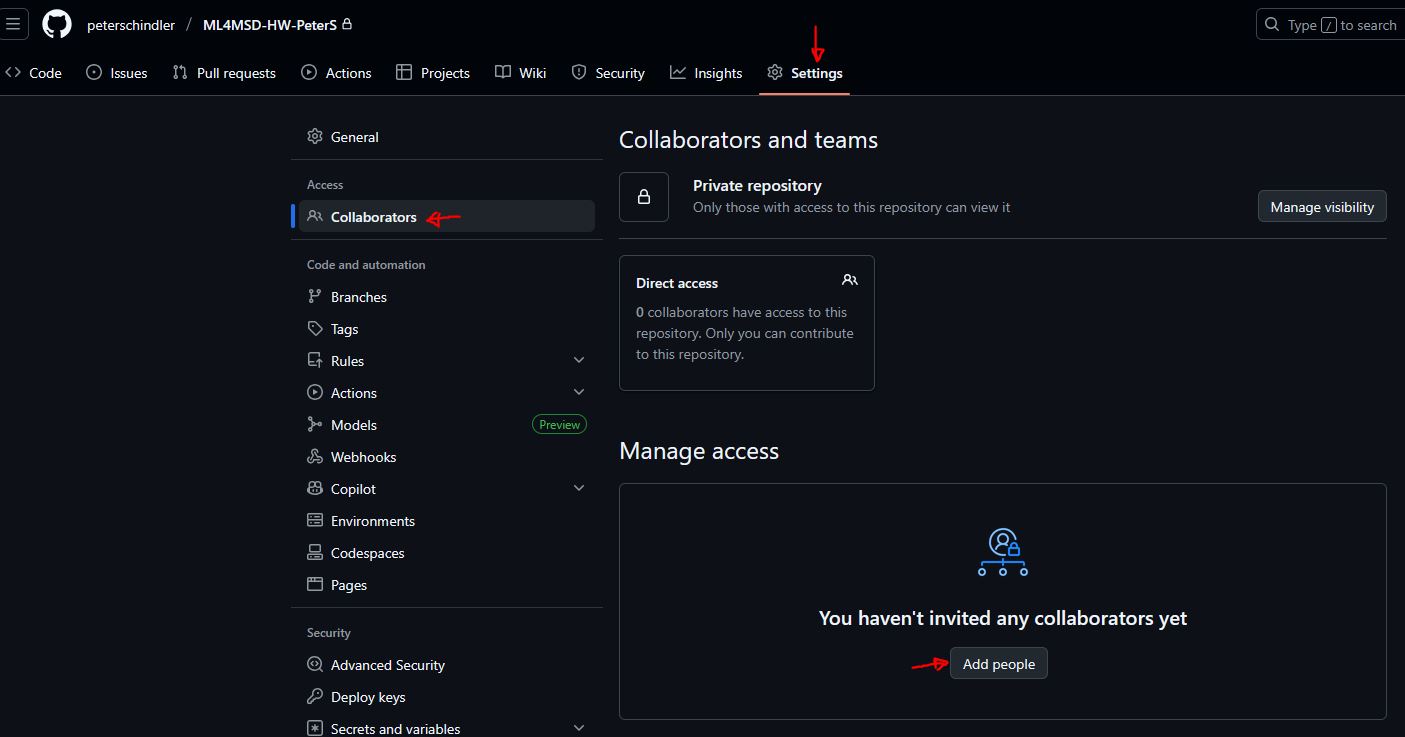 peterschindler / ML4MSD-HW-PeterS
Type / to search
Code Issues Pull requests Actions Projects Wiki Security Insights Settings
General
Access
Collaborators
Code and automation
Branches
Tags
Rules
Actions
Models Preview
Webhooks
Copilot
Environments
Codespaces
Pages
Security
Advanced Security
Deploy keys
Secrets and variables
Collaborators and teams
Private repository
Only those with access to this repository can view it
Manage visibility
Direct access
0 collaborators have access to this
repository. Only you can contribute
to this repository.
Manage access
You haven't invited any collaborators yet
Add people